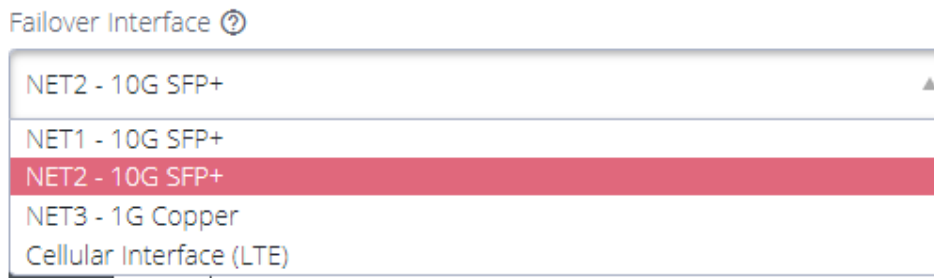 Failover Interface ?
NET2 - 10G SFP+
NET1 - 10G SFP+
NET2 - 10G SFP+
NET3 - 1G Copper
Cellular Interface (LTE)